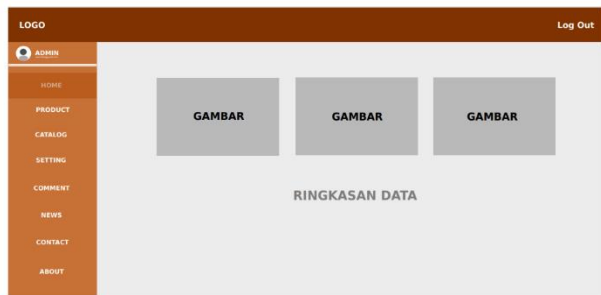 LOGO
Log Out
ADMIN
HOME
PRODUCT
CATALOG
SETTING
COMMENT
NEWS
CONTACT
ABOUT
GAMBAR
GAMBAR
GAMBAR
RINGKASAN DATA